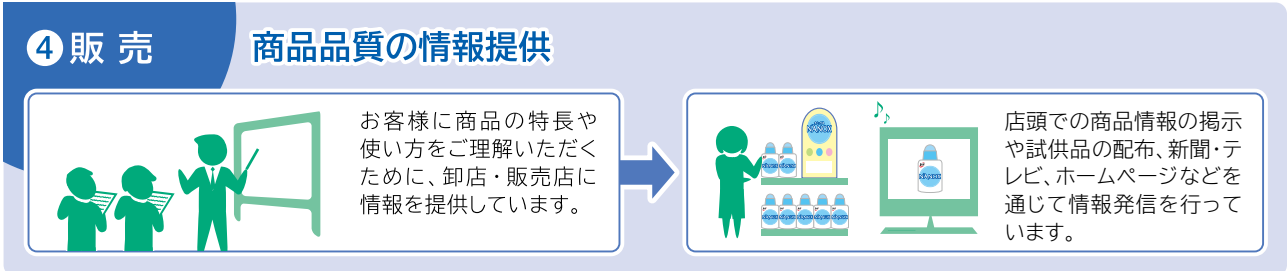 ④販売
商品品質の情報提供
お客様に商品の特長や
使い方をご理解いただく
ために、卸店・販売店に
情報を提供しています。
NANOX
店頭での商品情報の掲示
や試供品の配布、新聞・テ
レビ、ホームページなどを
通じて情報発信を行って
います。